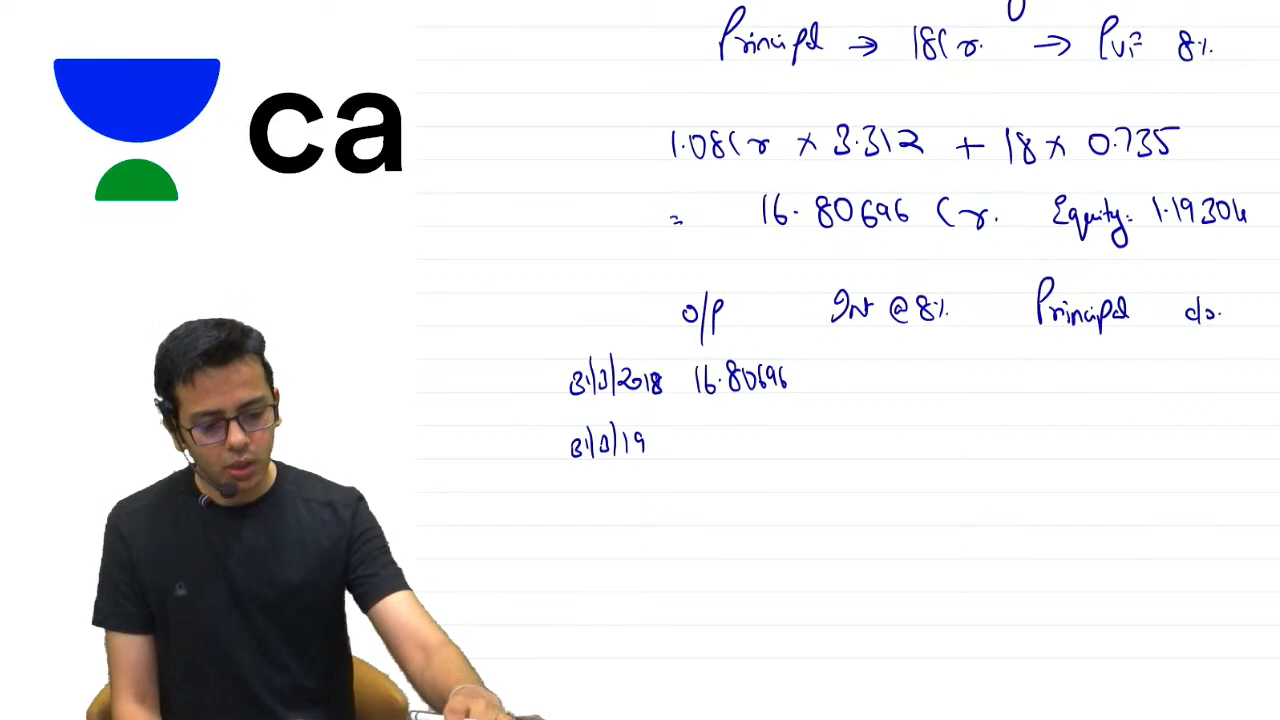 ca
Principal → 18Cr. → PVF 8%
1.08Cr × 3.312 + 18 × 0.735
= 16.80696 Cr. Equity = 1.19304
O/P Int @ 8% Principal clo.
31/3/2018 16.80696
31/3/19